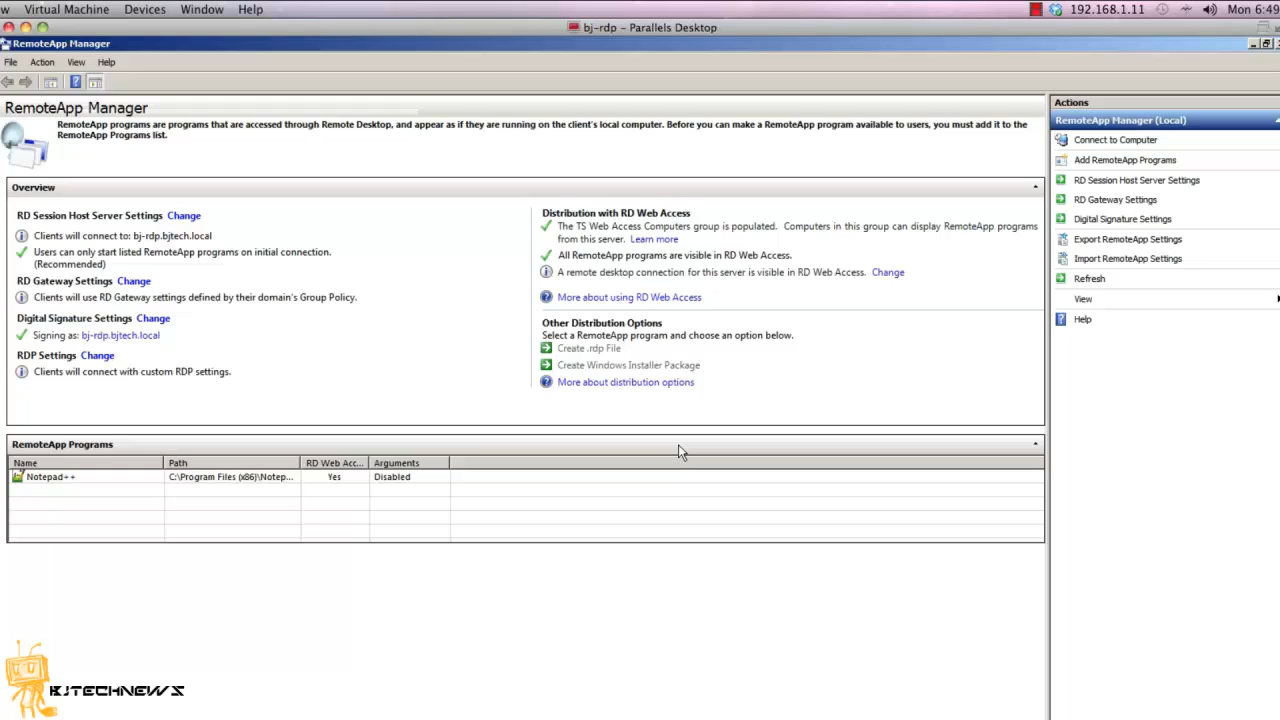 w Virtual Machine Devices Window Help 192.168.1.11 Mon 6:49
bj-rdp - Parallels Desktop
RemoteApp Manager
File Action View Help
RemoteApp Manager
RemoteApp programs are programs that are accessed through Remote Desktop, and appear as if they are running on the client's local computer. Before you can make a RemoteApp program available to users, you must add it to the
RemoteApp Programs list.
Overview
RD Session Host Server Settings Change
Clients will connect to: bj-rdp.bjtech.local
Users can only start listed RemoteApp programs on initial connection.
(Recommended)
RD Gateway Settings Change
Clients will use RD Gateway settings defined by their domain's Group Policy.
Digital Signature Settings Change
Signing as: bj-rdp.bjtech.local
RDP Settings Change
Clients will connect with custom RDP settings.
Distribution with RD Web Access
The TS Web Access Computers group is populated. Computers in this group can display RemoteApp programs
from this server. Learn more
All RemoteApp programs are visible in RD Web Access.
A remote desktop connection for this server is visible in RD Web Access. Change
More about using RD Web Access
Other Distribution Options
Select a RemoteApp program and choose an option below.
Create .rdp File
Create Windows Installer Package
More about distribution options
RemoteApp Programs
Name Path RD Web Acc... Arguments
Notepad++ C:\Program Files (x86)\Notep... Yes Disabled
Actions
RemoteApp Manager (Local)
Connect to Computer
Add RemoteApp Programs
RD Session Host Server Settings
RD Gateway Settings
Digital Signature Settings
Export RemoteApp Settings
Import RemoteApp Settings
Refresh
View
Help
BJTECHNEWS